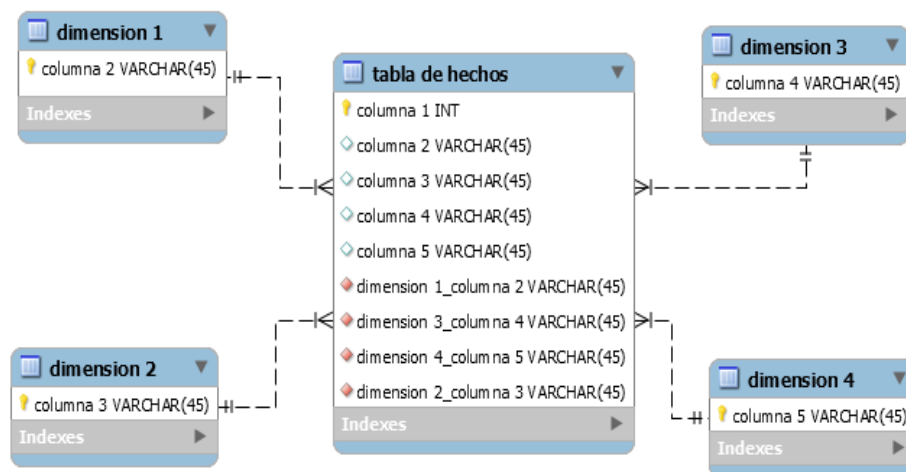 dimension 1
columna 2 VARCHAR(45)
Indexes
dimension 2
columna 3 VARCHAR(45)
Indexes
tabla de hechos
columna 1 INT
columna 2 VARCHAR(45)
columna 3 VARCHAR(45)
columna 4 VARCHAR(45)
columna 5 VARCHAR(45)
dimension 1_columna 2 VARCHAR(45)
dimension 3_columna 4 VARCHAR(45)
dimension 4_columna 5 VARCHAR(45)
dimension 2_columna 3 VARCHAR(45)
Indexes
dimension 3
columna 4 VARCHAR(45)
Indexes
dimension 4
columna 5 VARCHAR(45)
Indexes